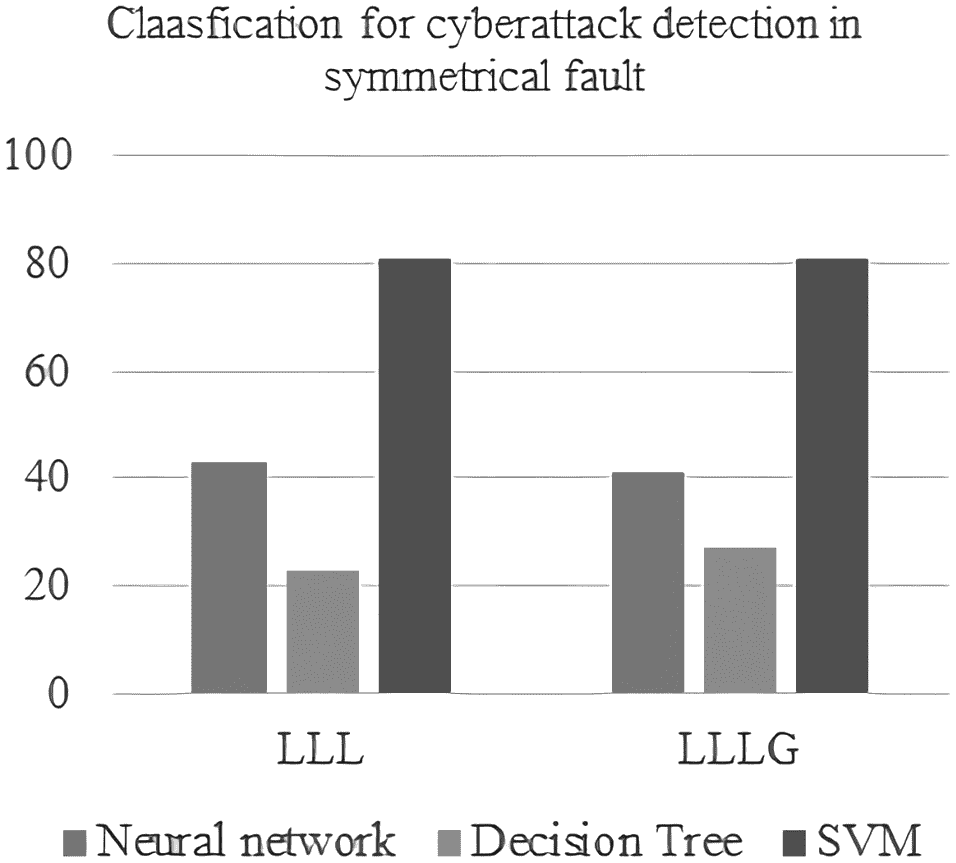 Claasfication for cyberattack detection in
symmetrical fault
100
80
60
40
20
0
LLL LLLG
Neural network Decision Tree SVM